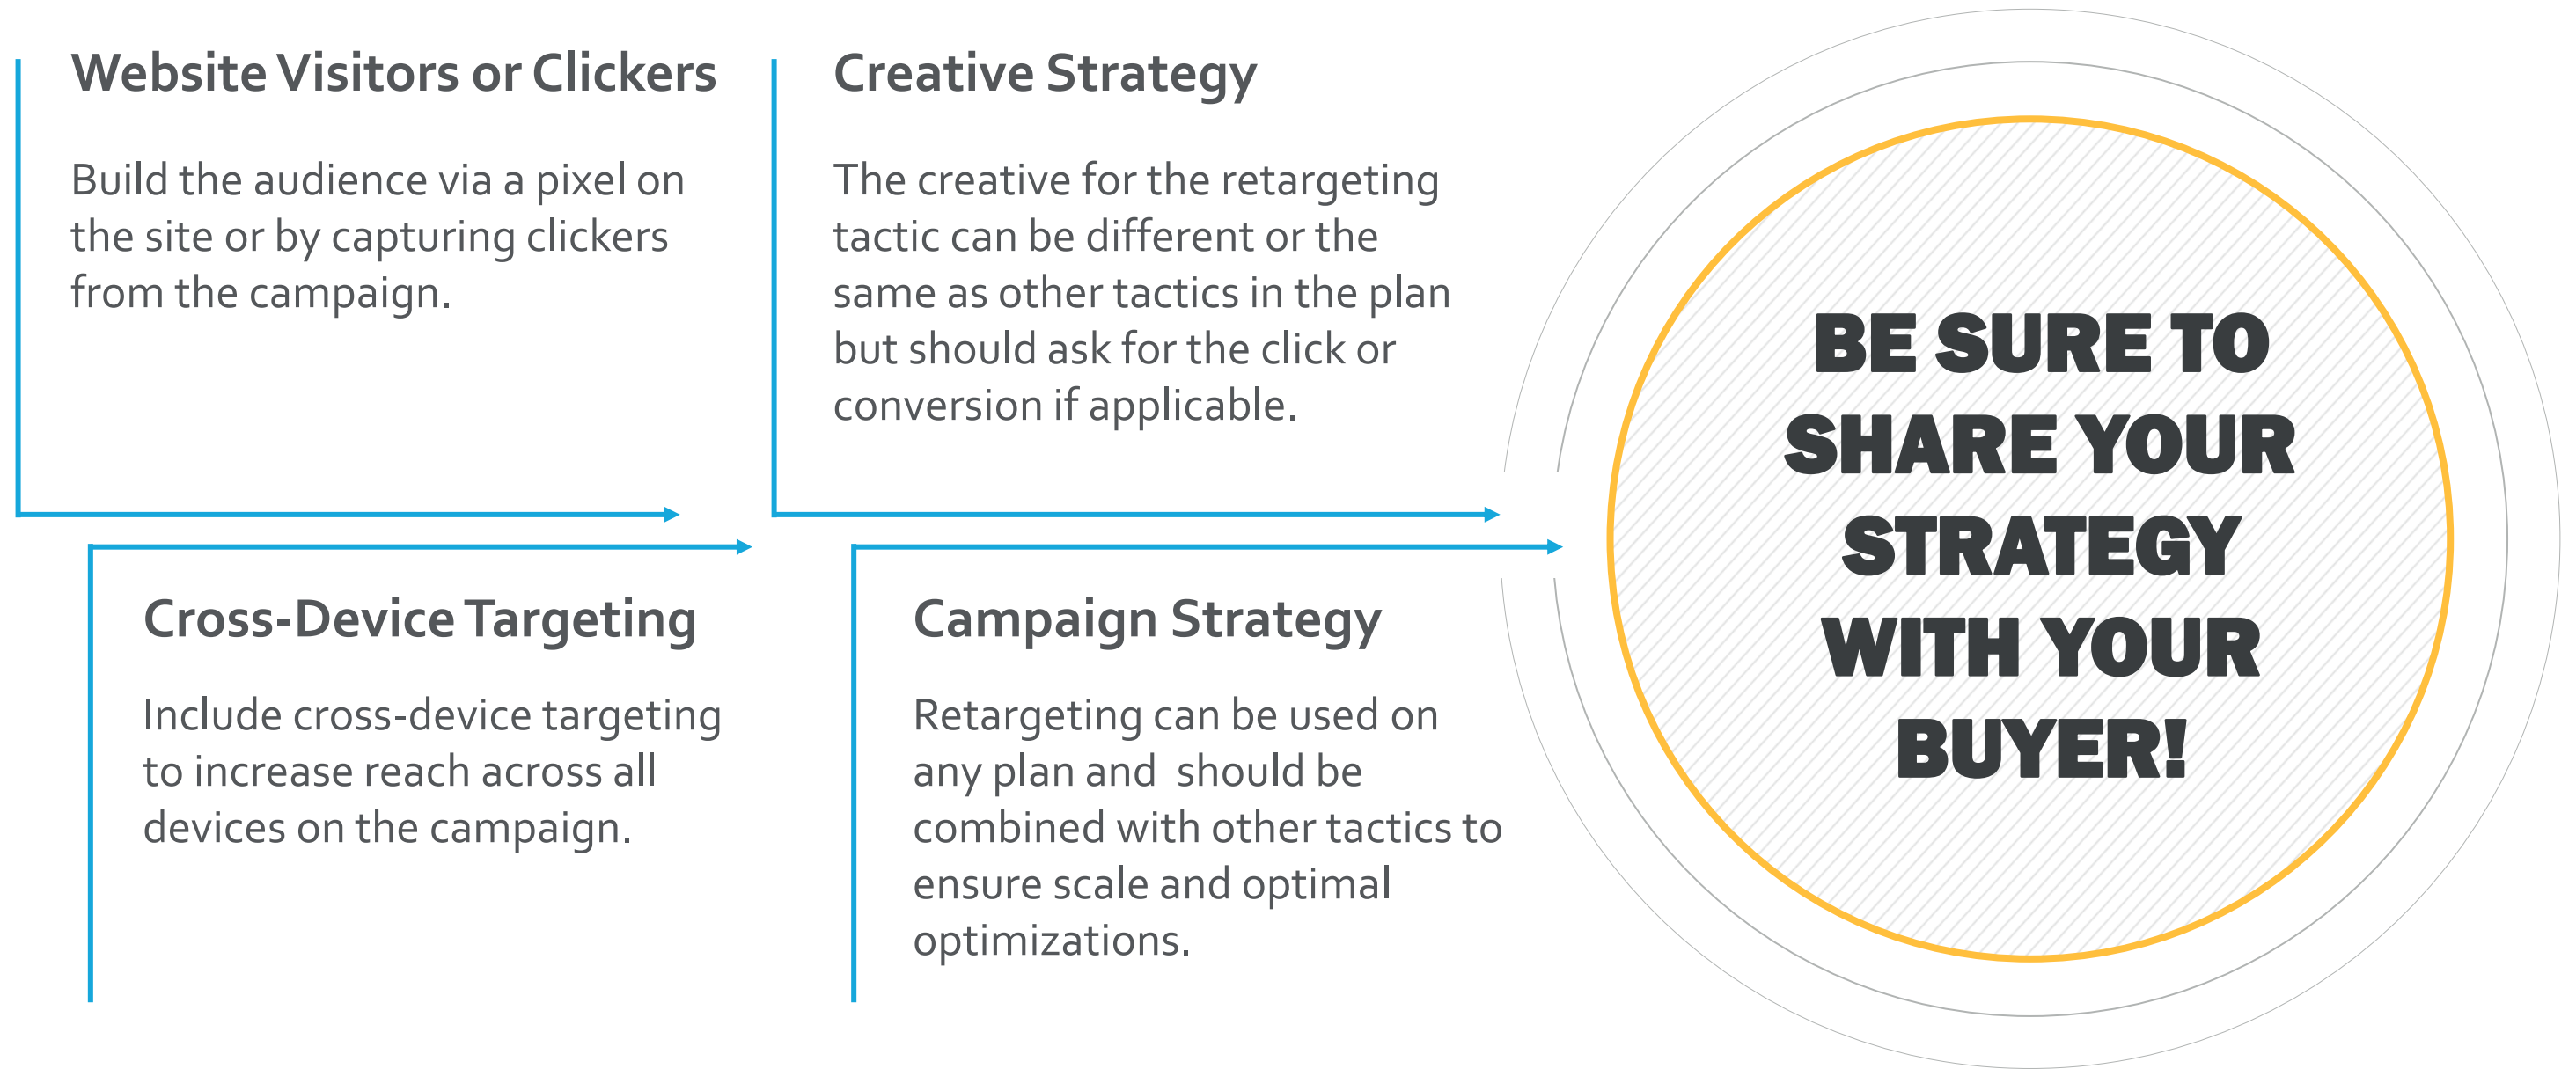 Website Visitors or Clickers
Build the audience via a pixel on
the site or by capturing clickers
from the campaign.
Creative Strategy
The creative for the retargeting
tactic can be different or the
same as other tactics in the plan
but should ask for the click or
conversion if applicable.
Cross-Device Targeting
Include cross-device targeting
to increase reach across all
devices on the campaign.
Campaign Strategy
Retargeting can be used on
any plan and  should be
combined with other tactics to
ensure scale and optimal
optimizations.
BE SURE TO
SHARE YOUR
STRATEGY
WITH YOUR
BUYER!